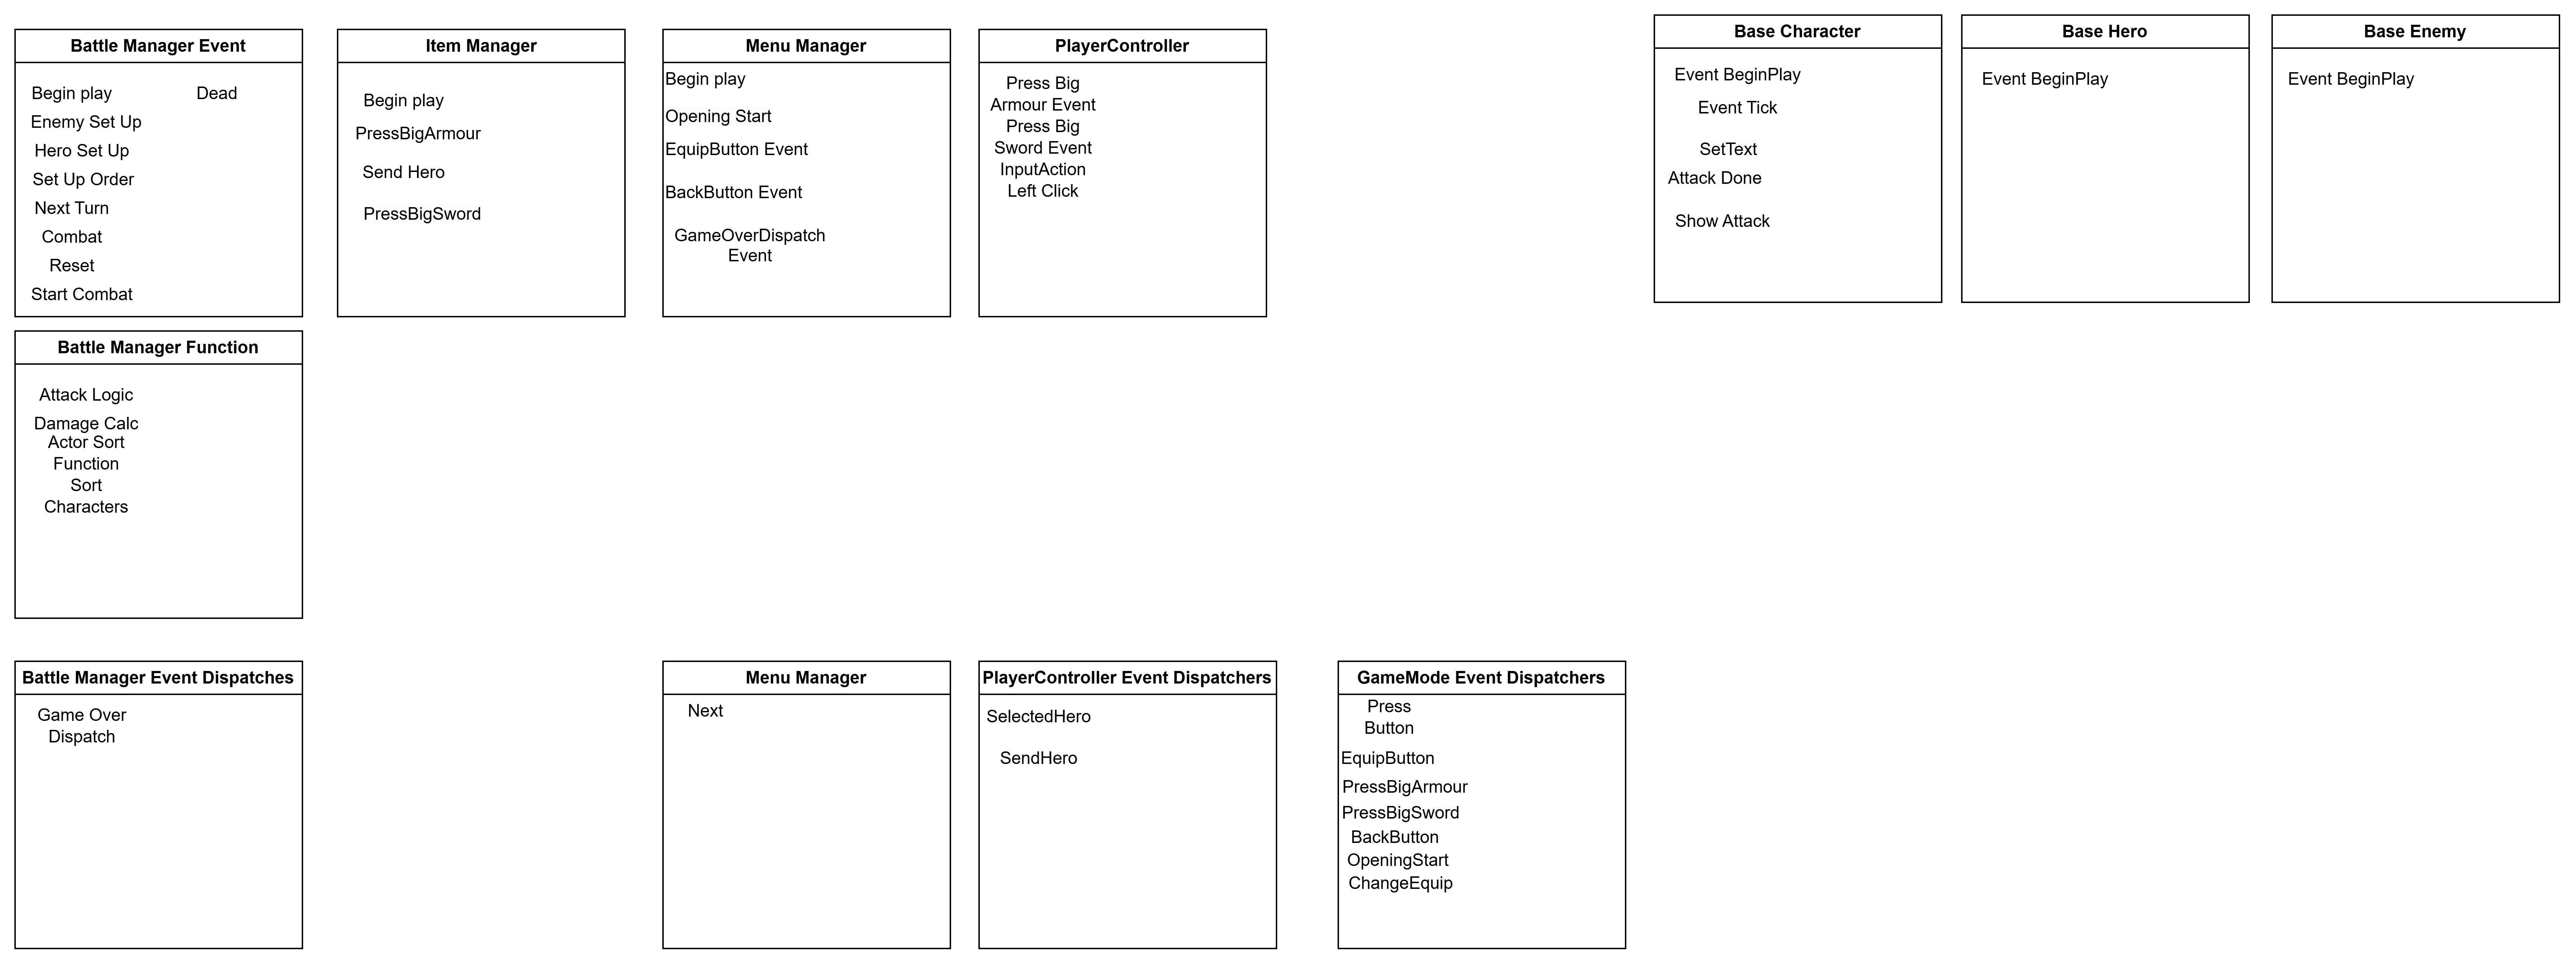 Battle Manager Event
Begin play
Dead
Enemy Set Up
Hero Set Up
Set Up Order
Next Turn
Combat
Reset
Start Combat
Item Manager
Begin play
PressBigArmour
Send Hero
PressBigSword
Menu Manager
Begin play
Opening Start
EquipButton Event
BackButton Event
GameOverDispatch
Event
PlayerController
Press Big
Armour Event
Press Big
Sword Event
InputAction
Left Click
Base Character
Event BeginPlay
Event Tick
SetText
Attack Done
Show Attack
Base Hero
Event BeginPlay
Base Enemy
Event BeginPlay
Battle Manager Function
Attack Logic
Damage Calc
Actor Sort
Function
Sort
Characters
Battle Manager Event Dispatches
Game Over
Dispatch
Menu Manager
Next
PlayerController Event Dispatchers
SelectedHero
SendHero
GameMode Event Dispatchers
Press
Button
EquipButton
PressBigArmour
PressBigSword
BackButton
OpeningStart
ChangeEquip